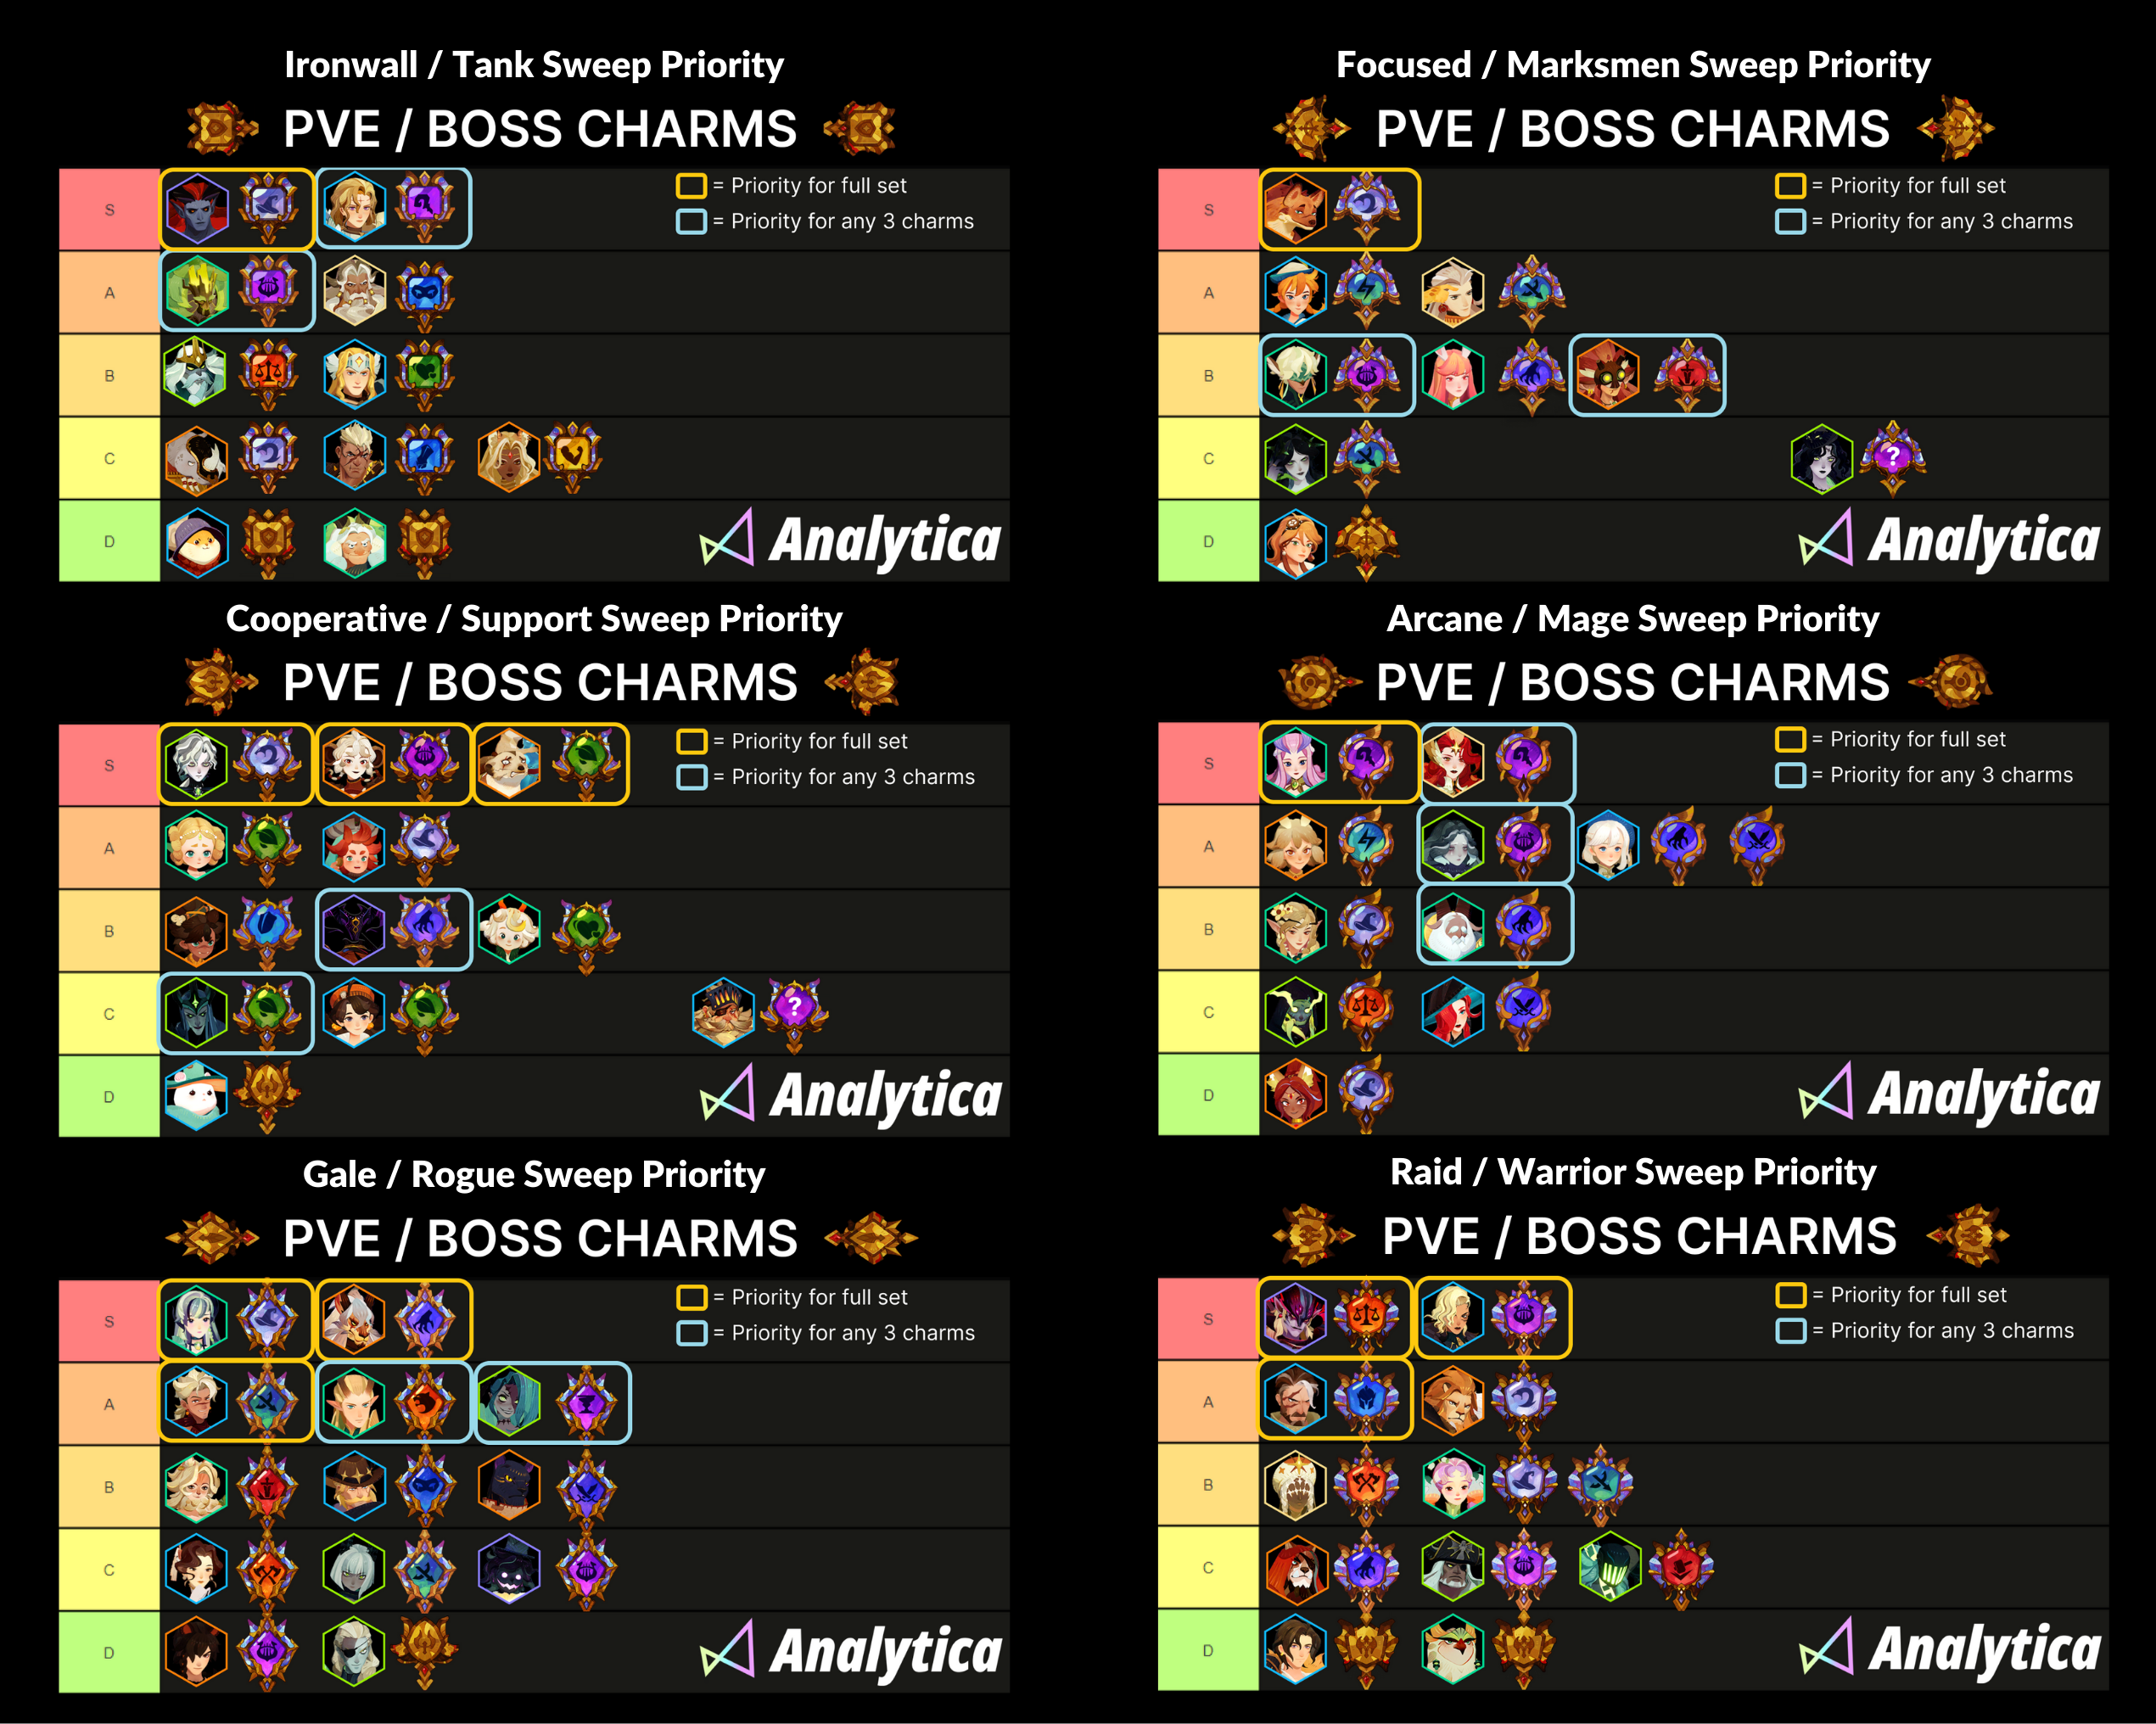 Ironwall / Tank Sweep Priority
PVE / BOSS CHARMS
S
= Priority for full set
= Priority for any 3 charms
A
B
C
D
Analytica
Focused / Marksmen Sweep Priority
PVE / BOSS CHARMS
S
= Priority for full set
= Priority for any 3 charms
A
B
C
?
D
Analytica
Cooperative / Support Sweep Priority
PVE / BOSS CHARMS
S
= Priority for full set
= Priority for any 3 charms
A
B
C
?
D
Analytica
Arcane / Mage Sweep Priority
PVE / BOSS CHARMS
S
= Priority for full set
= Priority for any 3 charms
A
B
C
D
Analytica
Gale / Rogue Sweep Priority
PVE / BOSS CHARMS
S
= Priority for full set
= Priority for any 3 charms
A
B
C
D
Analytica
Raid / Warrior Sweep Priority
PVE / BOSS CHARMS
S
= Priority for full set
= Priority for any 3 charms
A
B
C
D
Analytica